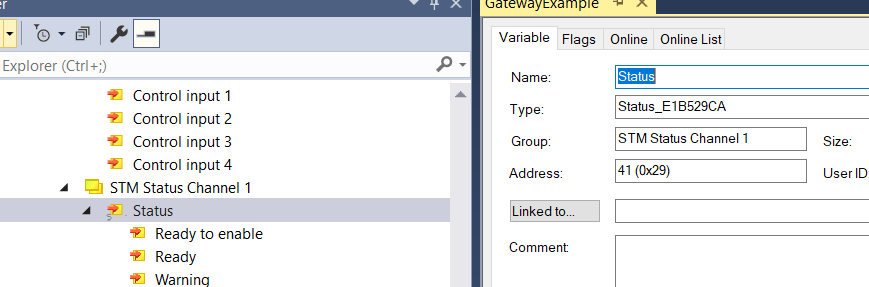 er
Explorer (Ctrl+;)
Control input 1
Control input 2
Control input 3
Control input 4
STM Status Channel 1
Status
Ready to enable
Ready
Warning
GatewayExample
Variable Flags Online Online List
Name: Status
Type: Status_E1B529CA
Group: STM Status Channel 1 Size:
Address: 41 (0x29) User ID:
Linked to...
Comment: